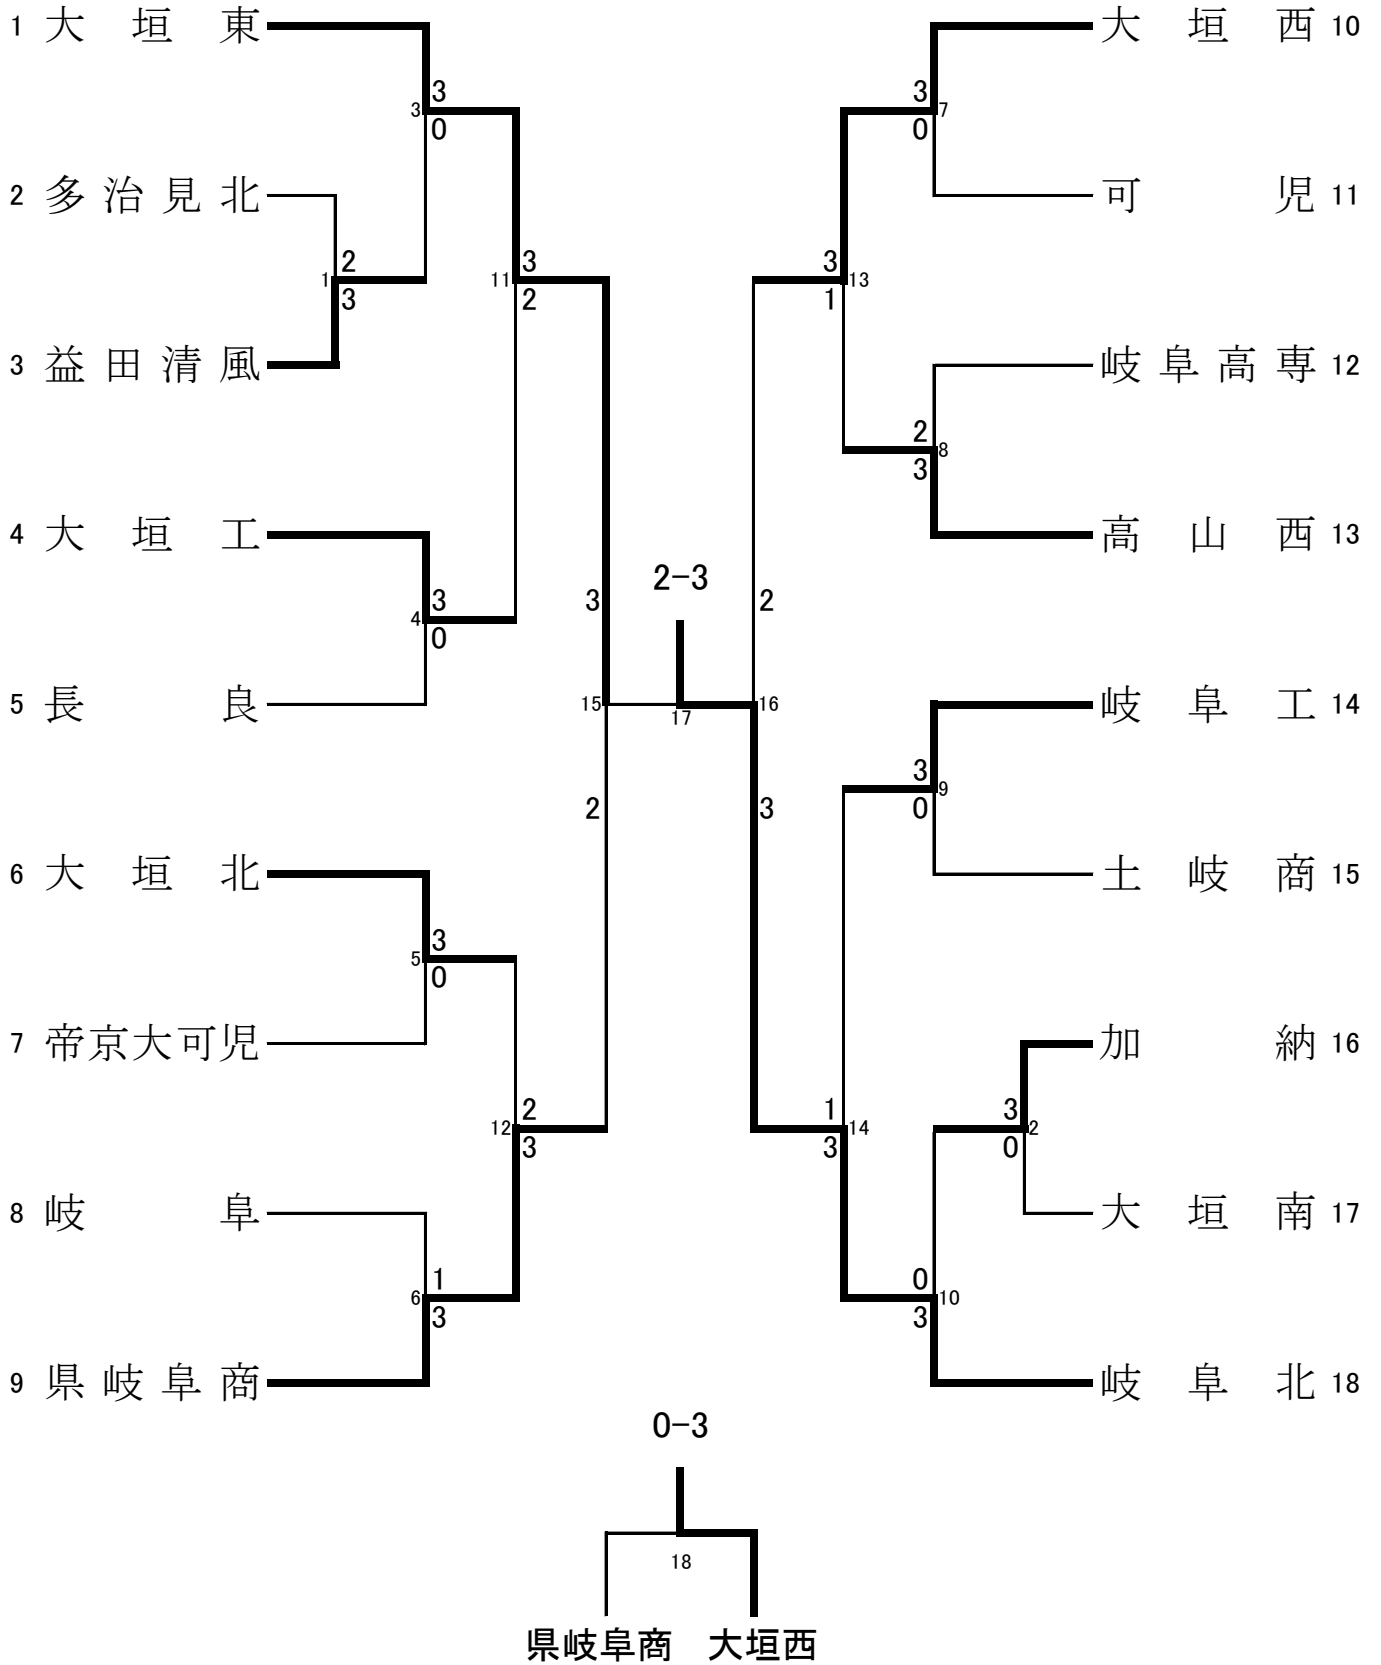 1 大垣東
大垣西 10
3
3
3
7
0
0
2 多治見北
可児 11
2
3
3
1
11
13
3
2
1
3 益田清風
岐阜高専 12
2
8
3
4 大垣工
高山西 13
2-3
3
3
2
4
0
5 長良
15
16
岐阜工 14
17
3
9
2
3
0
6 大垣北
土岐商 15
3
5
0
7 帝京大可児
加納 16
2
1
3
12
14
2
3
3
0
8 岐阜
大垣南 17
1
0
6
10
3
3
9 県岐阜商
岐阜北 18
0-3
18
県岐阜商 大垣西